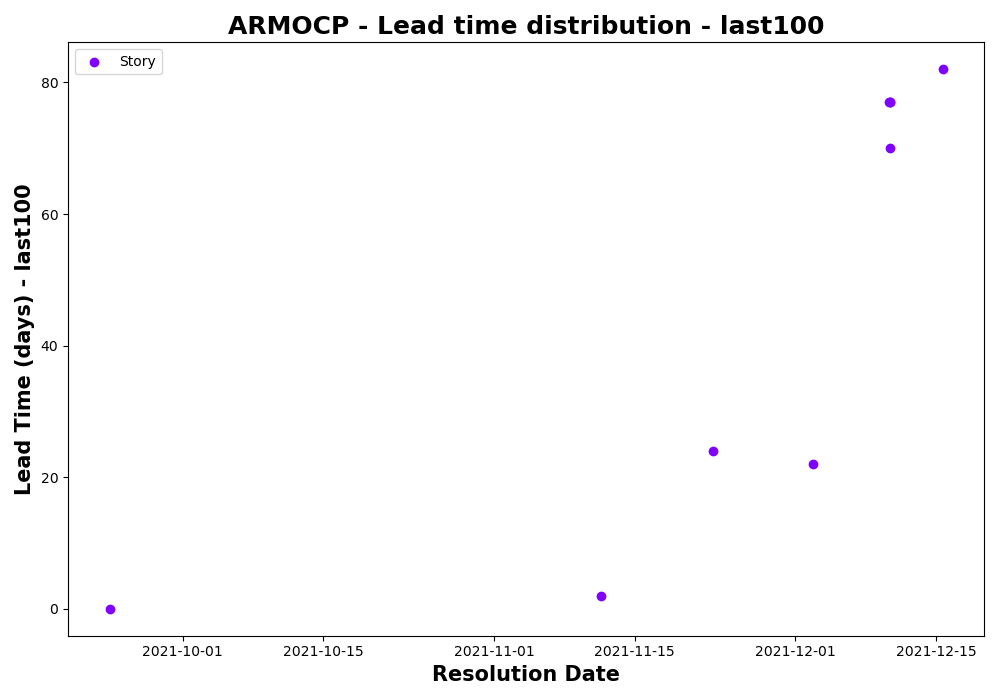 ARMOCP - Lead time distribution - last100
Story
Lead Time (days) - last100
80
60
40
20
0
2021-10-01
2021-10-15
2021-11-01
2021-11-15
2021-12-01
2021-12-15
Resolution Date